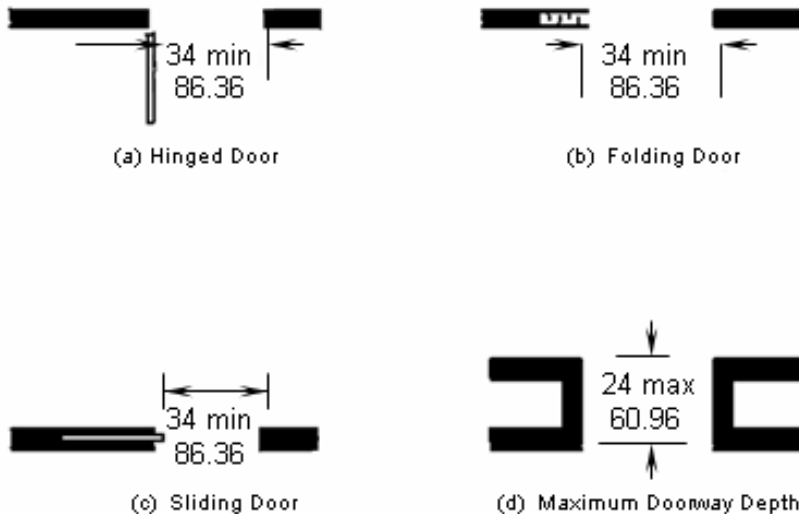 34 min
86.36
(a) Hinged Door
34 min
86.36
(b) Folding Door
34 min
86.36
(c) Sliding Door
24 max
60.96
(d) Maximum Doorway Depth